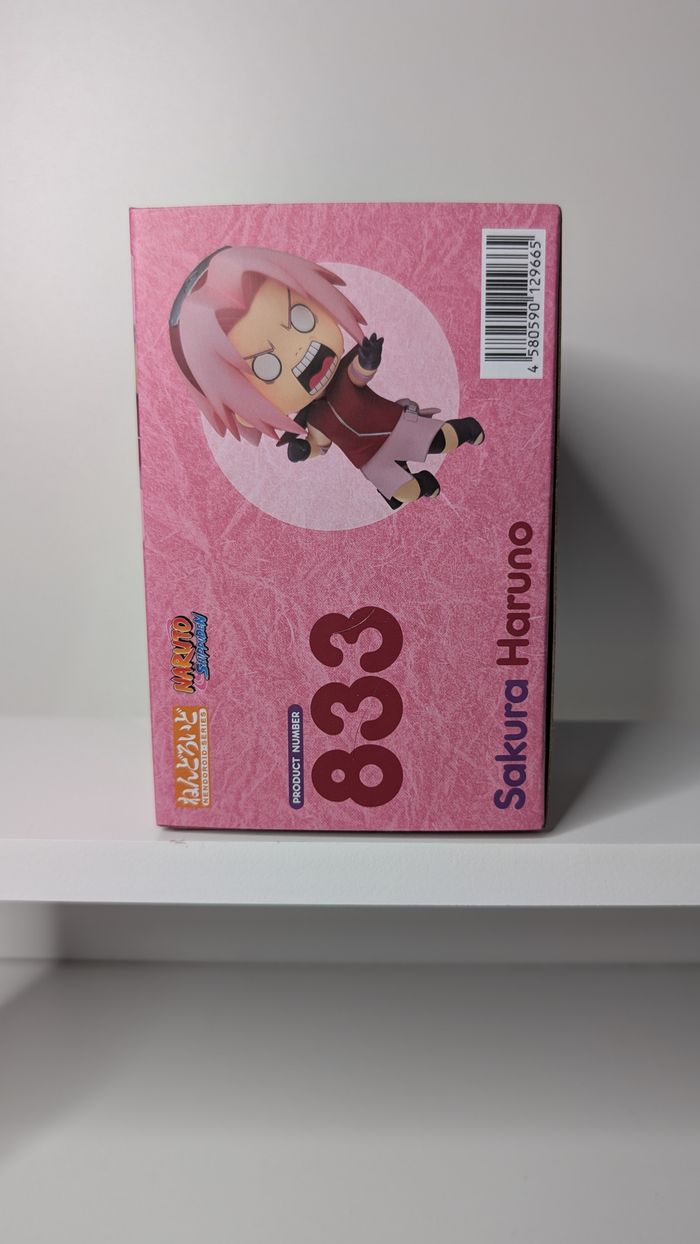 ねんどろいど
NENDOROID-SERIES
NARUTO
SHIPPUDEN
PRODUCT NUMBER
833
Sakura Haruno
4 580590 129665